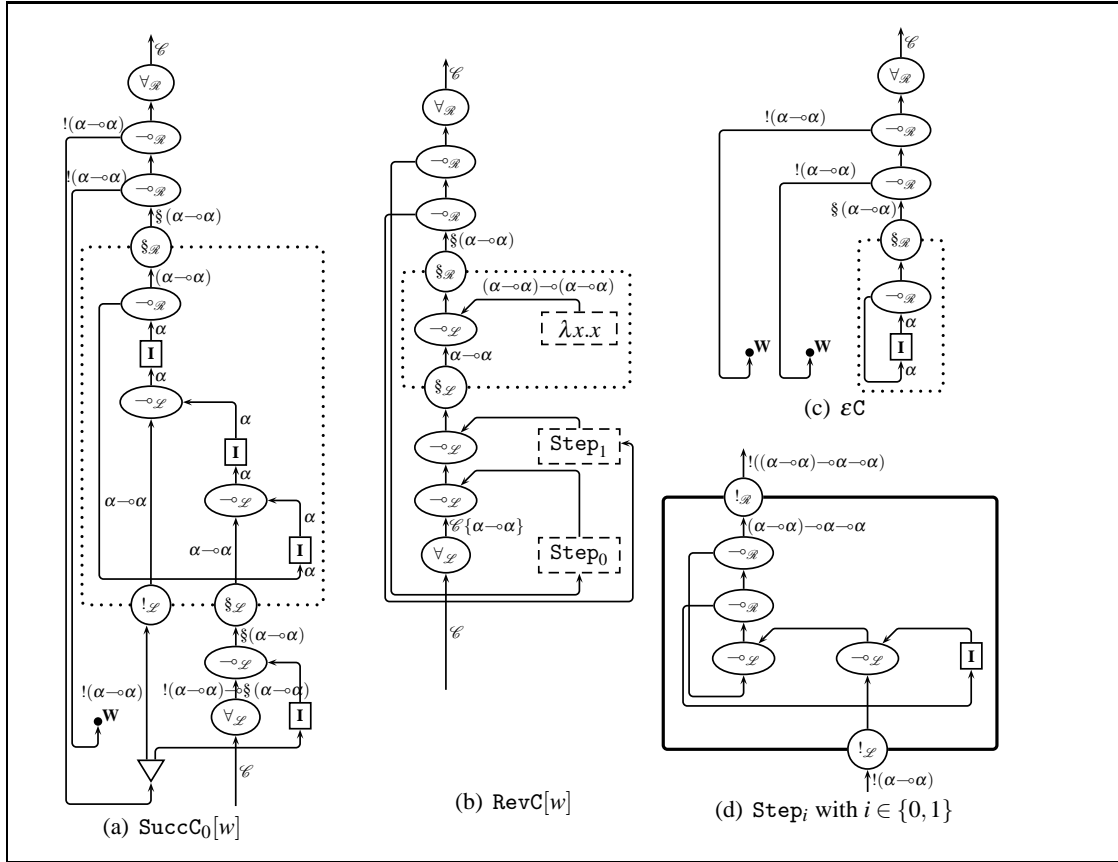 𝒞
∀ℛ
!(α⊸α)
⊸ℛ
!(α⊸α)
⊸ℛ
§(α⊸α)
§ℛ
(α⊸α)
⊸ℛ
α
I
α
⊸ℒ
α
I
α
α⊸α
⊸ℒ
α
α⊸α
I
α
!ℒ
§ℒ
§(α⊸α)
⊸ℒ
!(α⊸α)
!(α⊸α)⊸§(α⊸α)
W
∀ℒ
I
𝒞
(a) SuccC₀[w]
𝒞
∀ℛ
⊸ℛ
⊸ℛ
§(α⊸α)
§ℛ
(α⊸α)⊸(α⊸α)
⊸ℒ
λx.x
α⊸α
§ℒ
⊸ℒ
Step₁
⊸ℒ
𝒞{α⊸α}
∀ℒ
Step₀
𝒞
(b) RevC[w]
𝒞
∀ℛ
!(α⊸α)
⊸ℛ
!(α⊸α)
⊸ℛ
§(α⊸α)
§ℛ
⊸ℛ
α
W
W
I
α
(c) εC
!((α⊸α)⊸α⊸α)
!ℛ
(α⊸α)⊸α⊸α
⊸ℛ
⊸ℛ
⊸ℒ
⊸ℒ
I
!ℒ
!(α⊸α)
(d) Stepᵢ with i ∈ {0, 1}